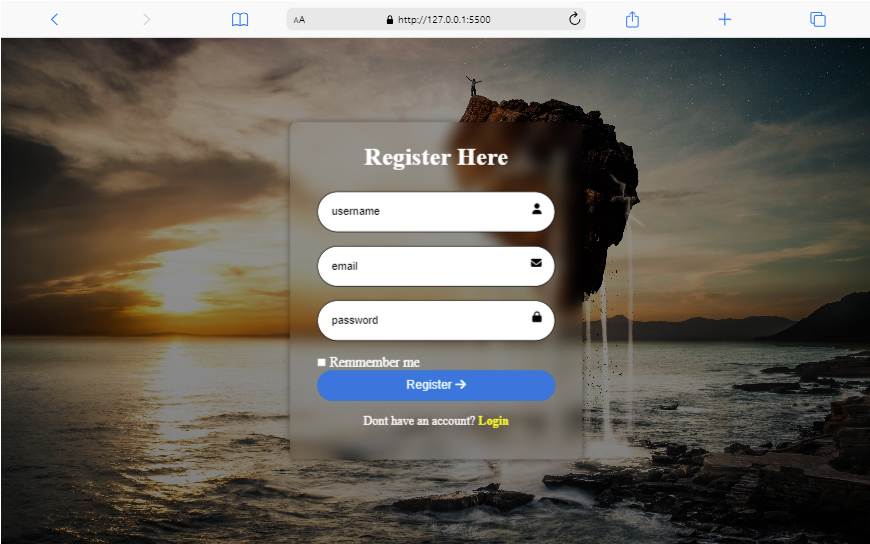 AA http://127.0.0.1:5500
Register Here
username
email
password
Remmember me
Register →
Dont have an account? Login